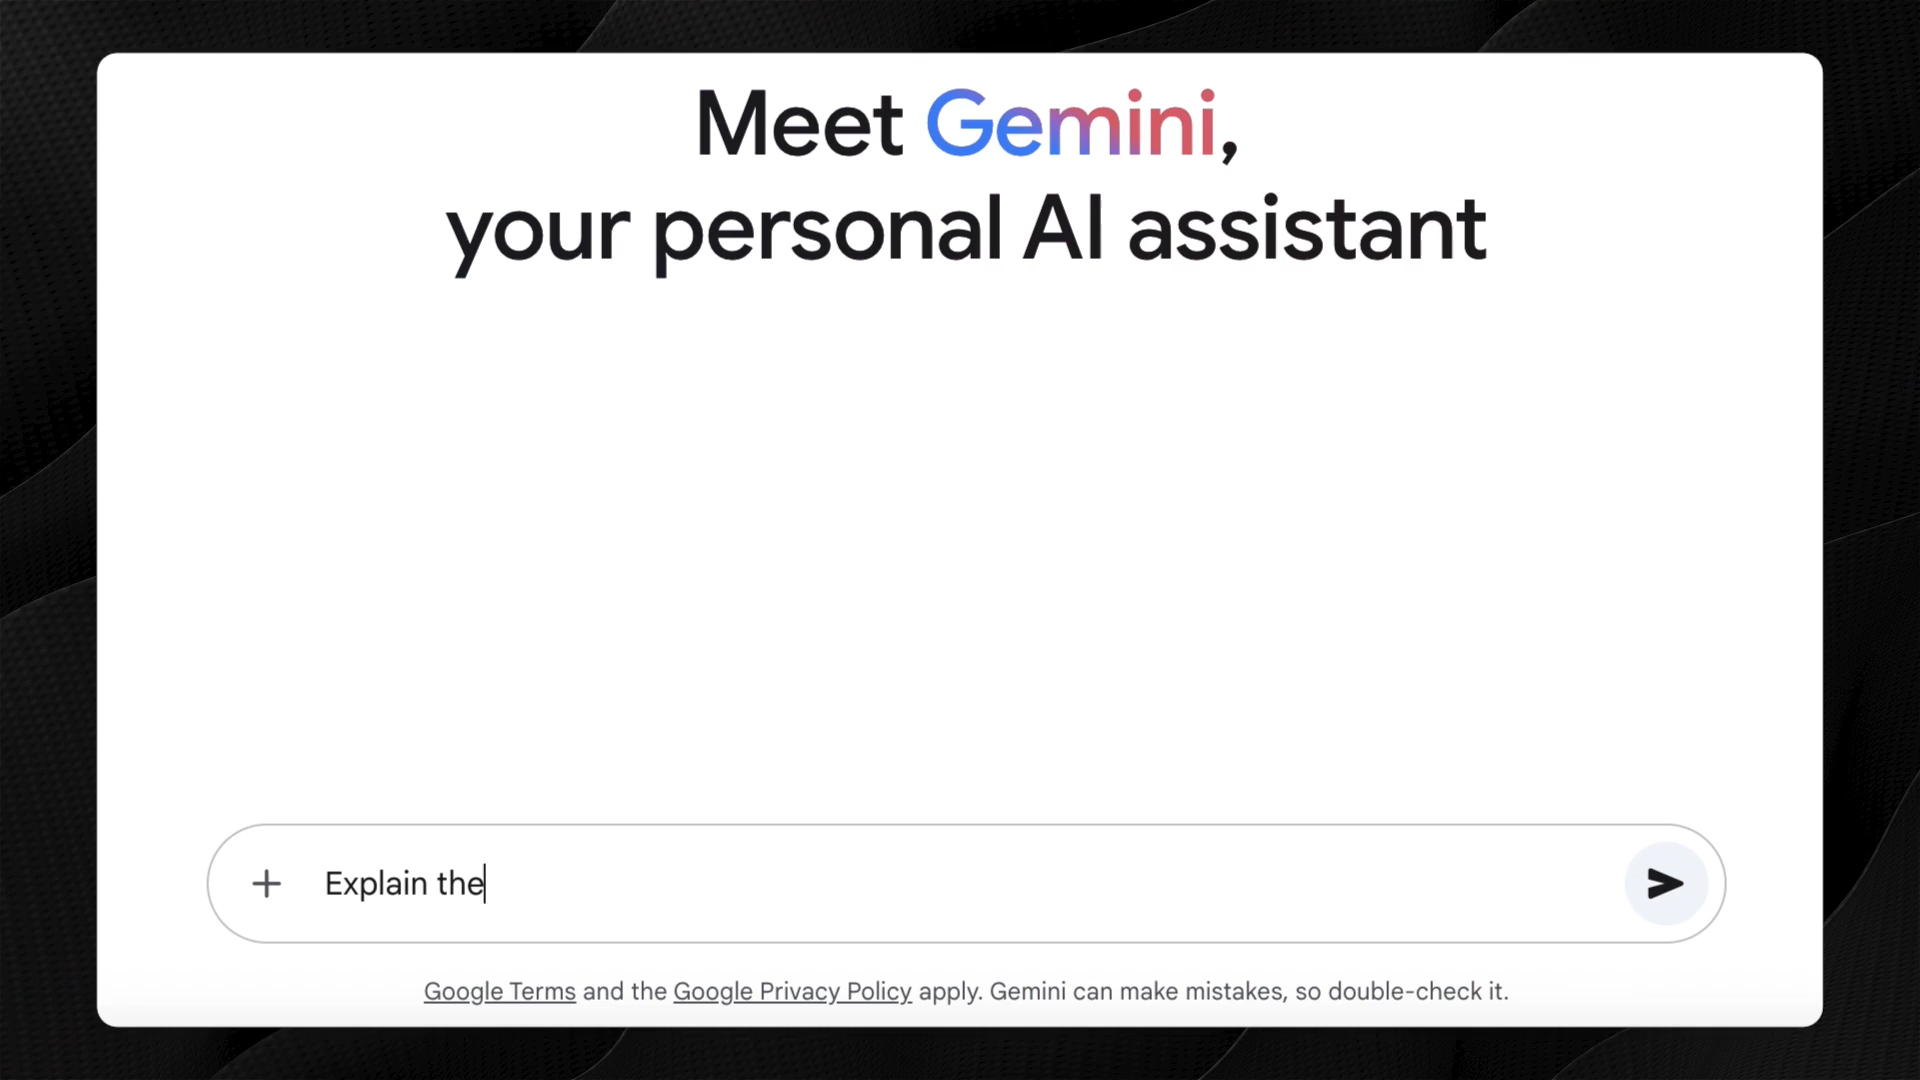 Meet Gemini,
your personal AI assistant
Explain the
Google Terms and the Google Privacy Policy apply. Gemini can make mistakes, so double-check it.